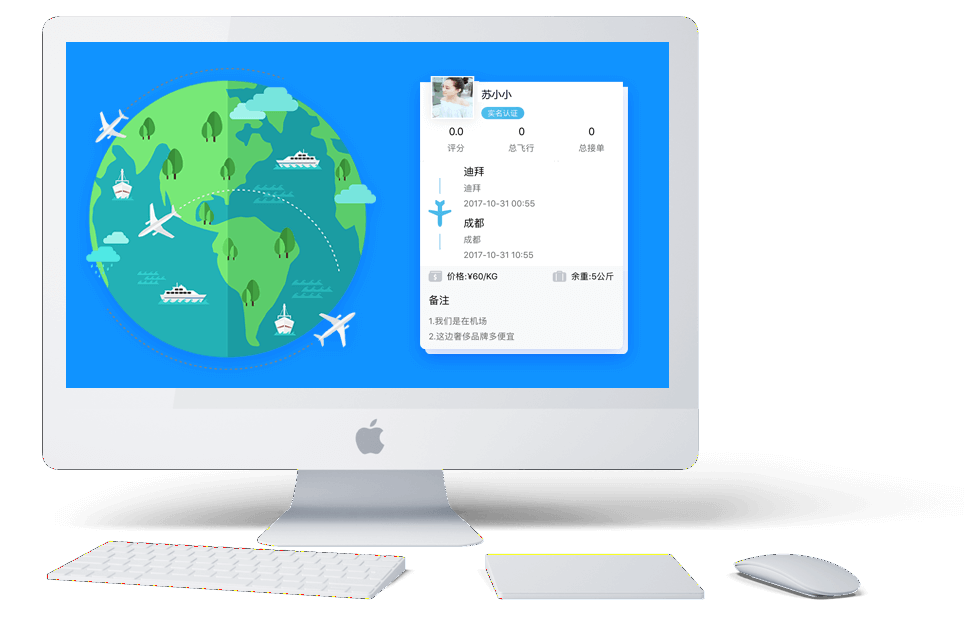 苏小小
实名认证
0.0 0 0
评分 总飞行 总接单
迪拜
迪拜
2017-10-31 00:55
成都
成都
2017-10-31 10:55
价格:¥60/KG 余重:5公斤
备注
1.我们是在机场
2.这边奢侈品牌多便宜